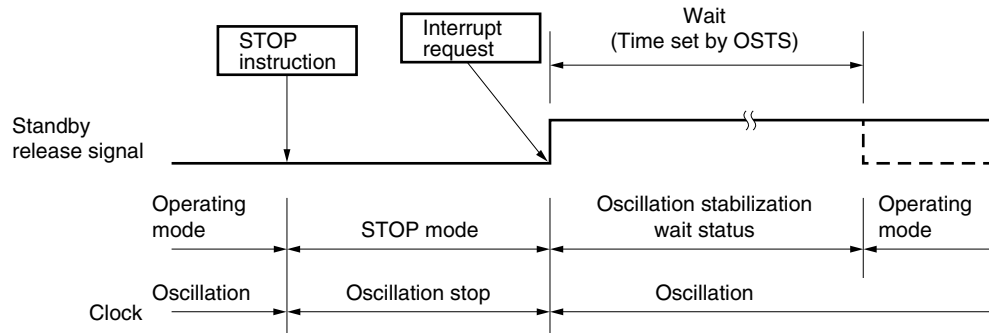 Wait
(Time set by OSTS)
STOP
instruction
Interrupt
request
Standby
release signal
Operating
mode
STOP mode
Oscillation stabilization
wait status
Operating
mode
Clock
Oscillation
Oscillation stop
Oscillation